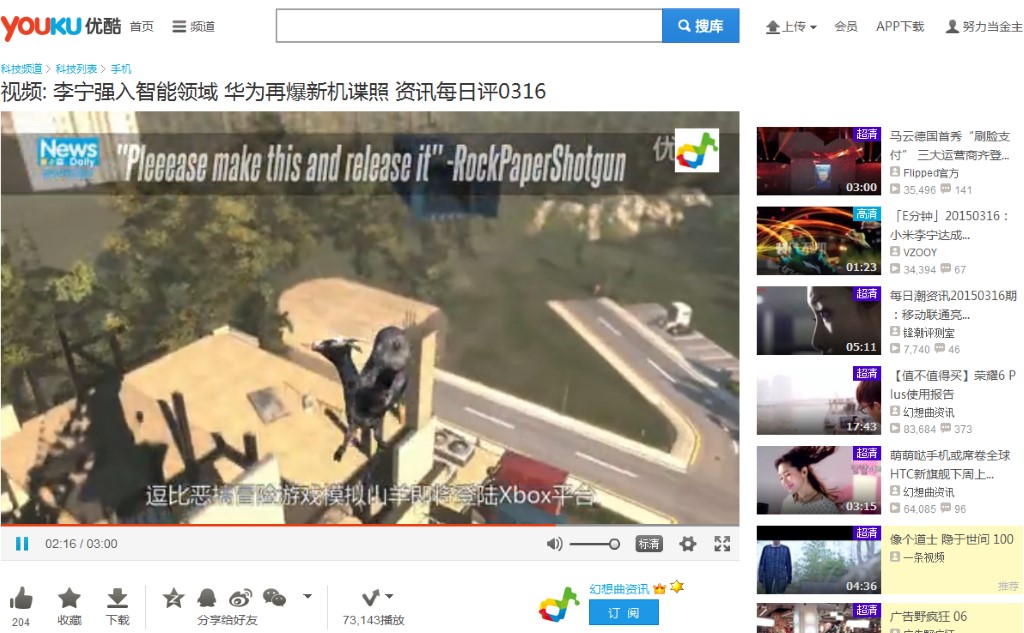 YOUKU 优酷 首页 频道 搜库 上传 会员 APP下载 努力当金主
科技频道 > 科技列表 > 手机
视频: 李宁强入智能领域 华为再爆新机谍照 资讯每日评0316
News Daily
"Pleeease make this and release it" -RockPaperShotgun
优
逗比恶搞冒险游戏模拟山羊即将登陆Xbox平台
02:16 / 03:00 标清
204 收藏 下载 分享给好友 73,143播放
幻想曲资讯
订 阅
超清
03:00
马云德国首秀“刷脸支
付” 三大运营商齐登...
Flipped官方
35,496 141
高清
01:23
「E分钟」20150316：
小米李宁达成...
VZOOY
34,394 67
超清
05:11
每日潮资讯20150316期
：移动联通亮...
锋潮评测室
7,740 46
超清
17:43
【值不值得买】荣耀6 P
lus使用报告
幻想曲资讯
83,684 373
超清
03:15
萌萌哒手机或席卷全球
HTC新旗舰下周上...
幻想曲资讯
64,085 96
超清
04:36
像个道士 隐于世间 100
一条视频
推荐
超清
广告野疯狂 06